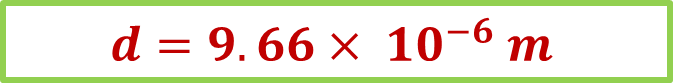 d = 9.66 × 10⁻⁶ m